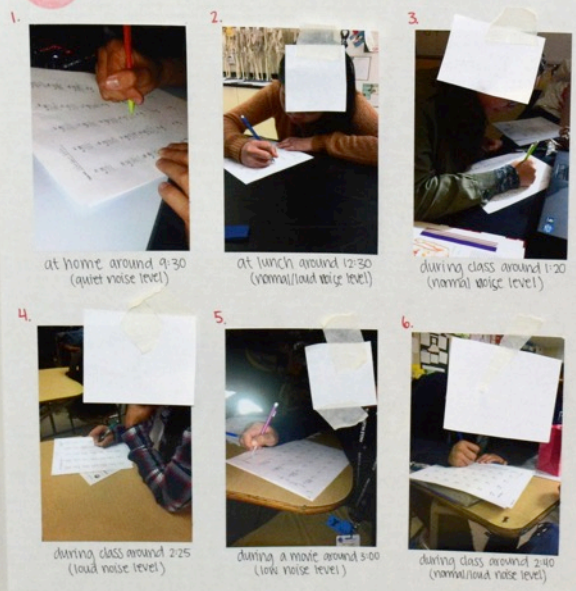 1.
2.
3.
at home around 9:30
(quiet noise level)
at lunch around 12:30
(normal/loud noise level)
during class around 1:20
(normal noise level)
4.
5.
6.
during class around 2:25
(loud noise level)
during a movie around
(low noise level)
during class around 2:40
(normal/loud noise level)